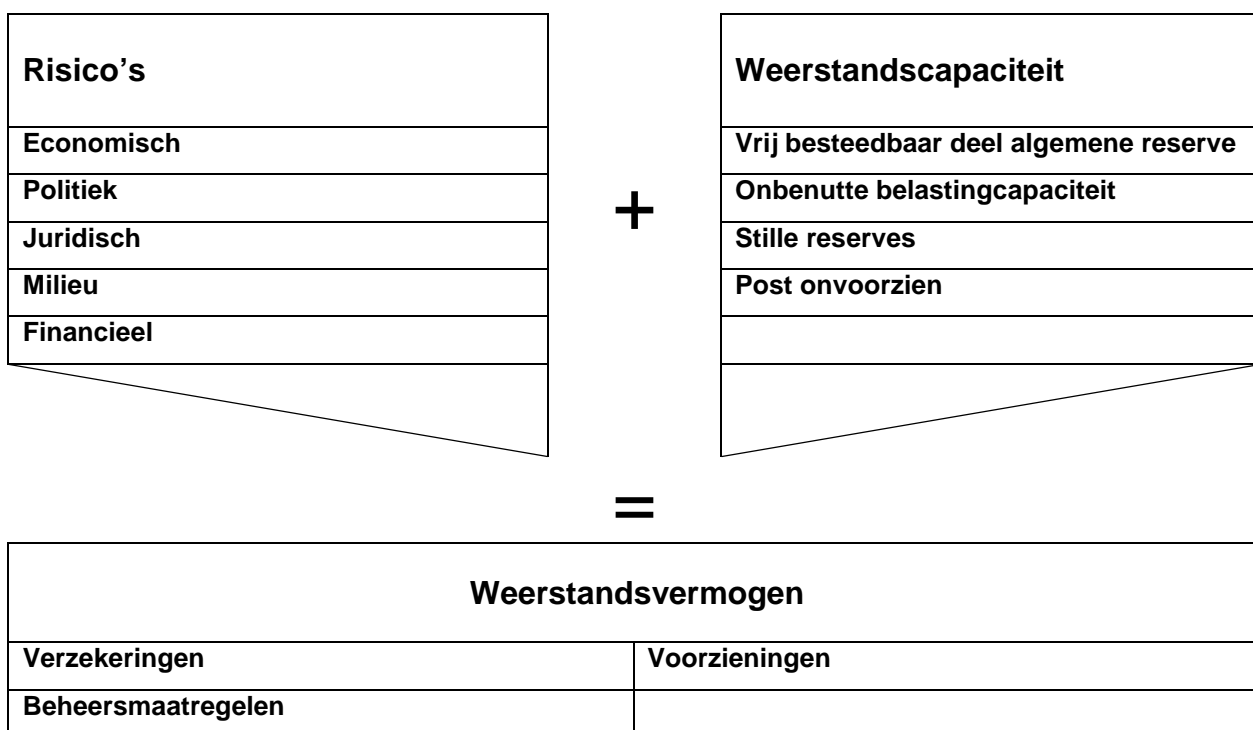 Risico's
Economisch
Politiek
Juridisch
Milieu
Financieel
+
Weerstandscapaciteit
Vrij besteedbaar deel algemene reserve
Onbenutte belastingcapaciteit
Stille reserves
Post onvoorzien
=
Weerstandsvermogen
Verzekeringen
Voorzieningen
Beheersmaatregelen